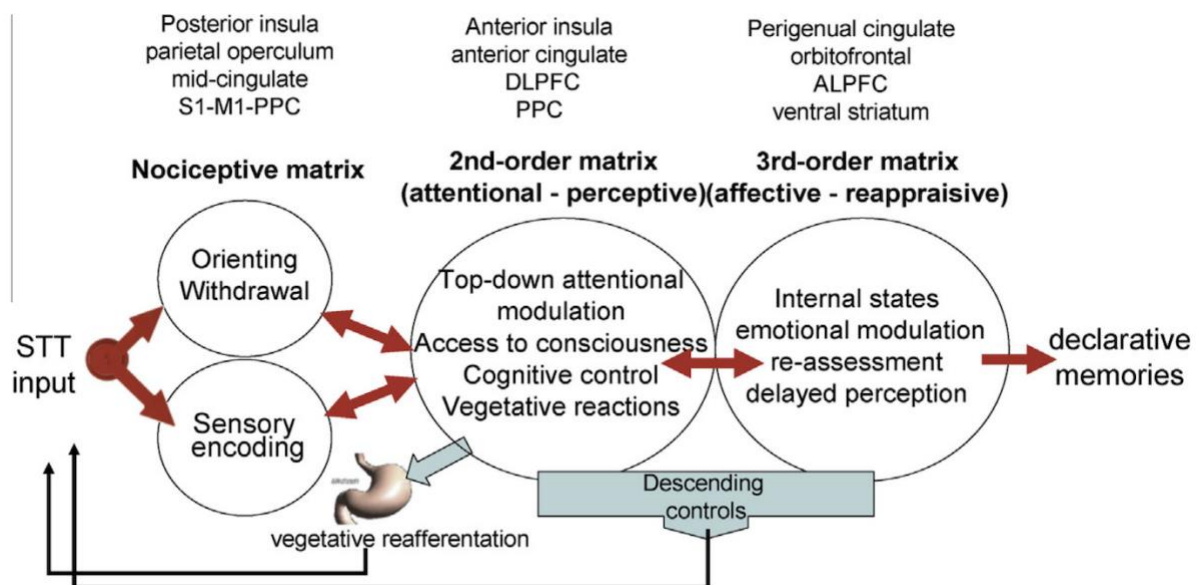 Posterior insula
parietal operculum
mid-cingulate
S1-M1-PPC
Anterior insula
anterior cingulate
DLPFC
PPC
Perigenual cingulate
orbitofrontal
ALPFC
ventral striatum
Nociceptive matrix
2nd-order matrix
(attentional - perceptive)
3rd-order matrix
(affective - reappraisive)
Orienting
Withdrawal
Sensory
encoding
STT
input
Top-down attentional
modulation
Access to consciousness
Cognitive control
Vegetative reactions
Internal states
emotional modulation
re-assessment
delayed perception
declarative
memories
vegetative reafferentation
Descending
controls